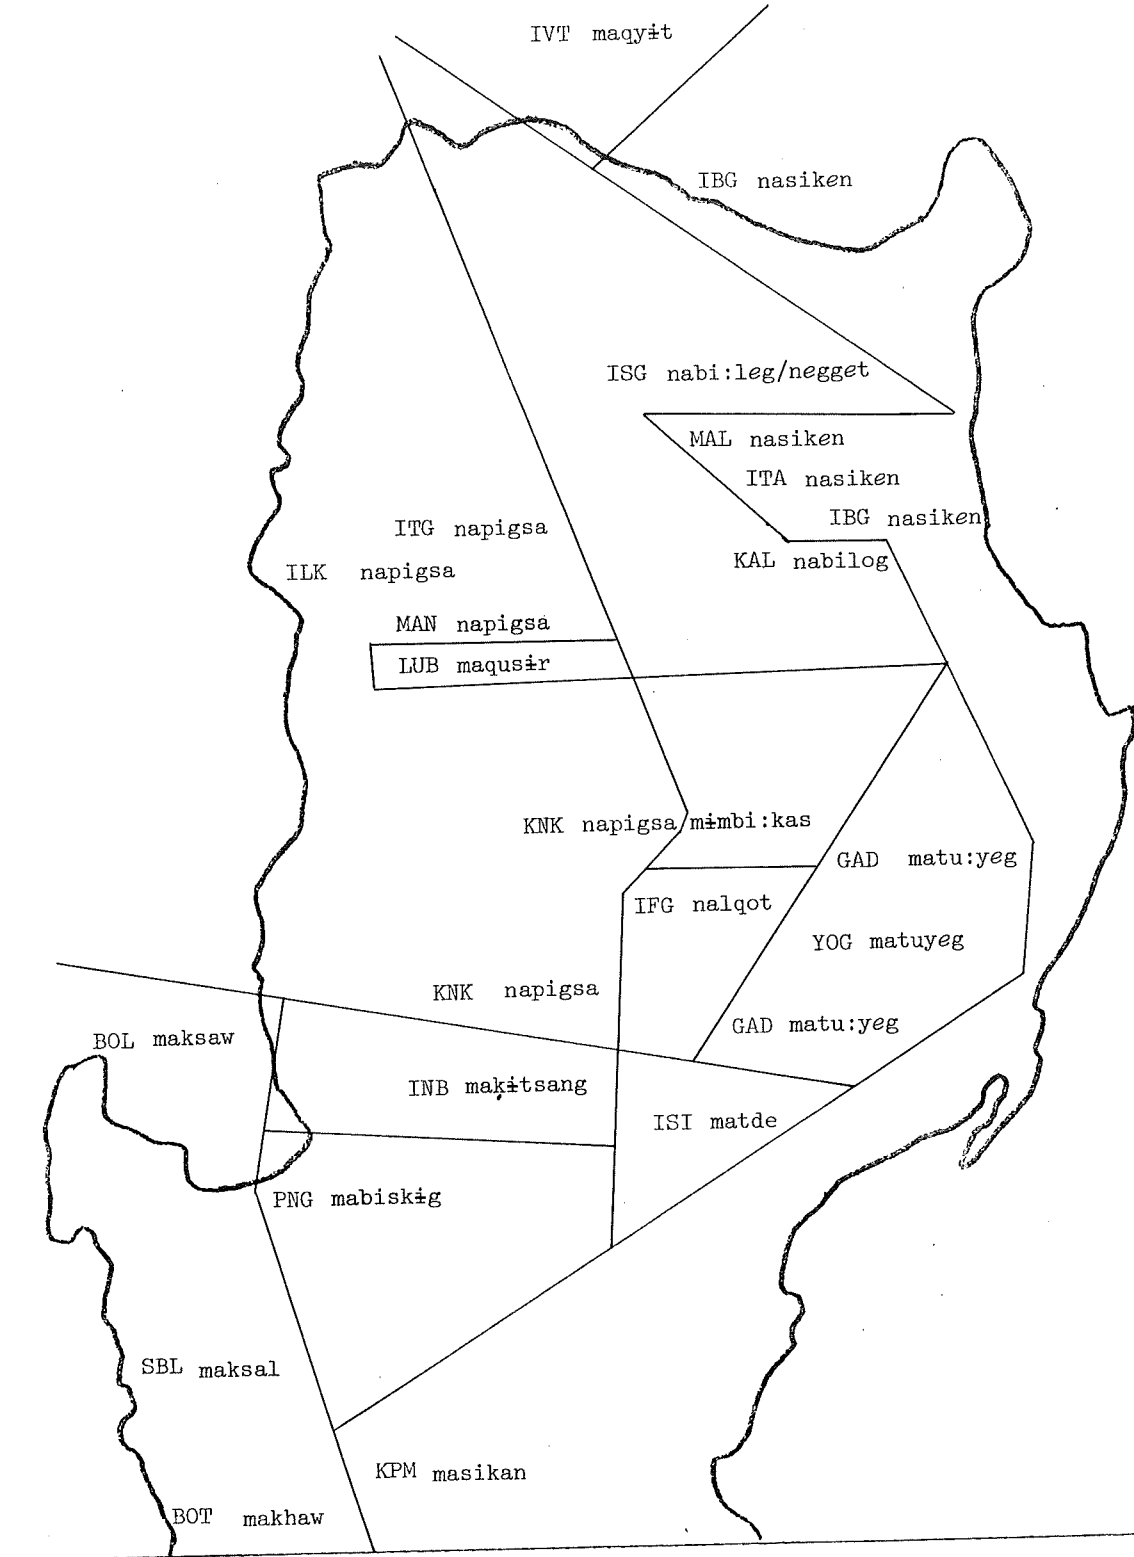 IVT maqyɨt
IBG nasiken
ISG nabi:leg/negget
MAL nasiken
ITA nasiken
IBG nasiken
ITG napigsa
KAL nabilog
ILK napigsa
MAN napigsa
LUB maqusɨr
KNK napigsa/mɨmbi:kas
GAD matu:yeg
IFG nalqot
YOG matuyeg
KNK napigsa
GAD matu:yeg
BOL maksaw
INB maḳɨtsang
ISI matde
PNG mabiskɨg
SBL maksal
KPM masikan
BOT makhaw